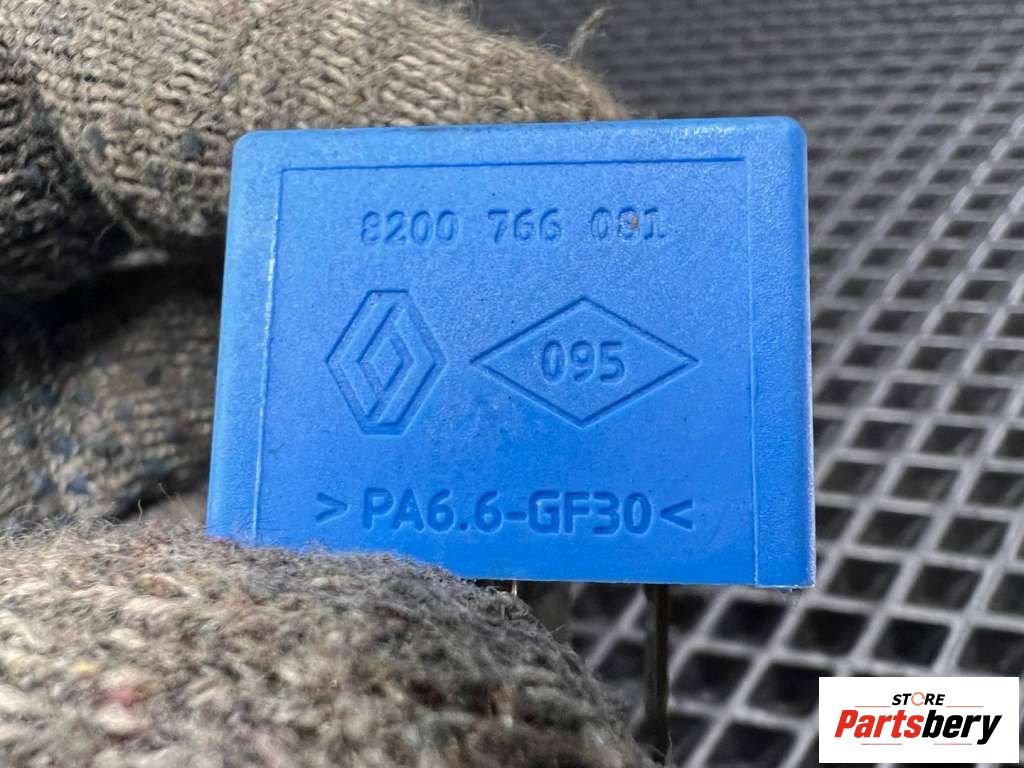 8200 766 081
095
>PA6.6-GF30<
STORE
Partsbery